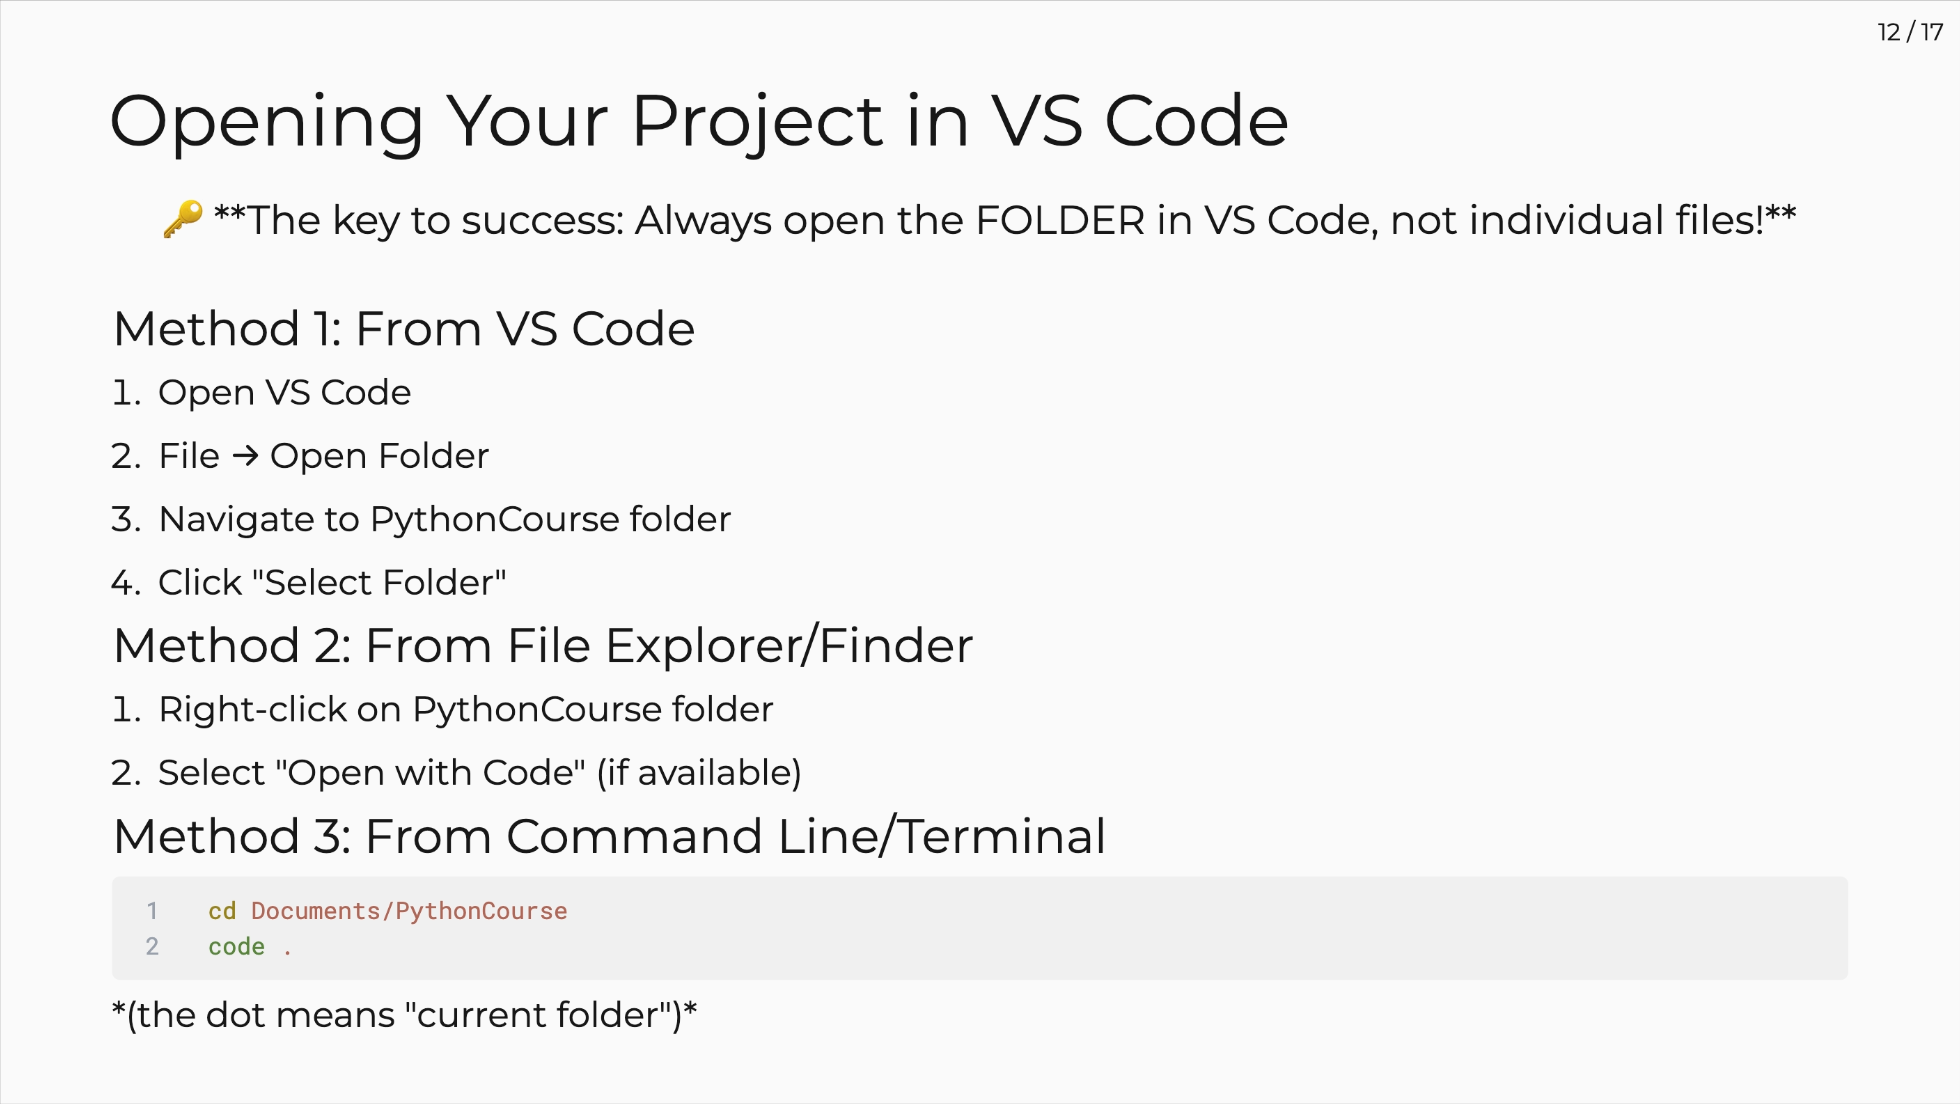 12 / 17
Opening Your Project in VS Code
🔑 **The key to success: Always open the FOLDER in VS Code, not individual files!**
Method 1: From VS Code
1. Open VS Code
2. File → Open Folder
3. Navigate to PythonCourse folder
4. Click "Select Folder"
Method 2: From File Explorer/Finder
1. Right-click on PythonCourse folder
2. Select "Open with Code" (if available)
Method 3: From Command Line/Terminal
1 cd Documents/PythonCourse
2 code .
*(the dot means "current folder")*